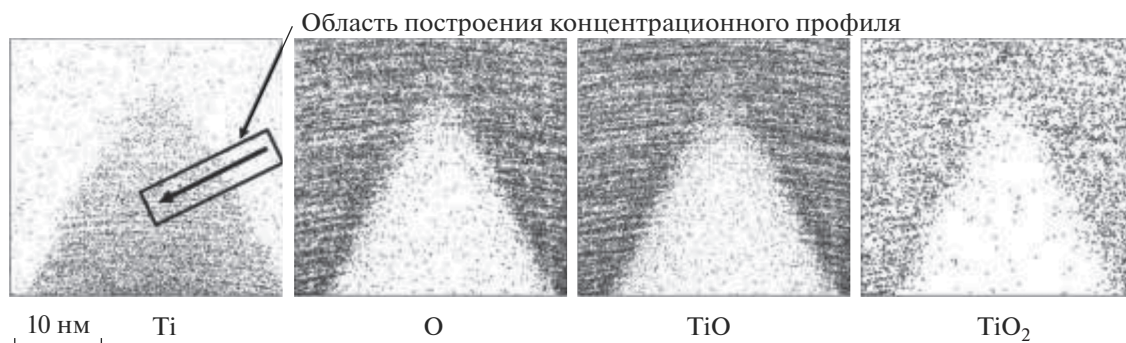 Область построения концентрационного профиля
10 нм Ti O TiO TiO₂